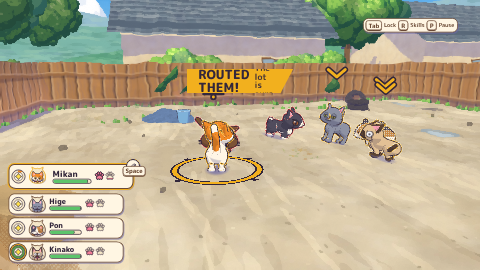 Tab Lock R Skills P Pause
ROUTED THEM!
lot
is
Mikan
Space
Hige
Pon
Kinako